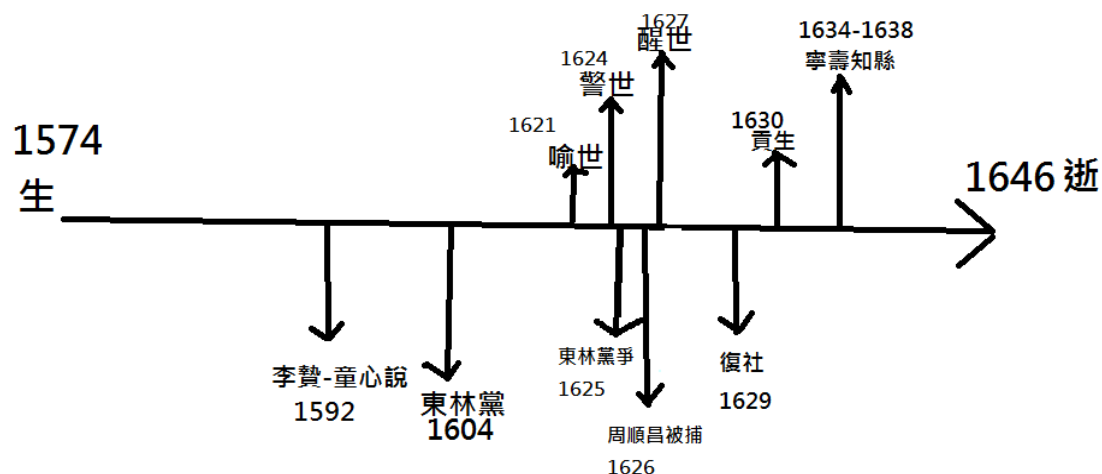 1574
生
1621
喻世
1624
警世
1627
醒世
1630
貢生
1634-1638
寧壽知縣
1646 逝
李贄-童心說
1592
東林黨
1604
東林黨爭
1625
周順昌被捕
1626
復社
1629